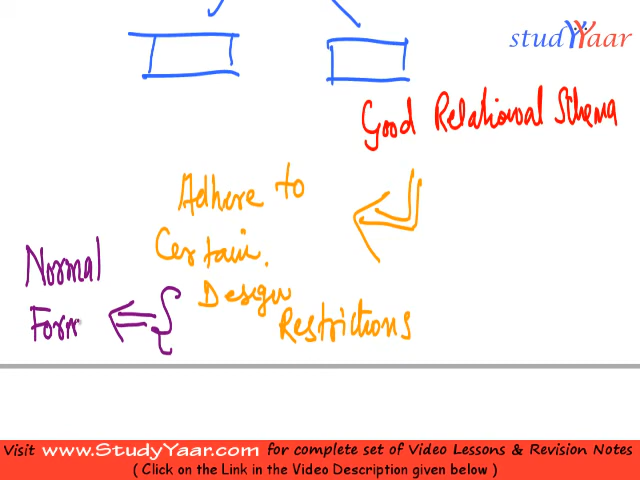 studYYaar
Good Relational Schema
Adhere to
Certain.
Design
Restrictions
Normal
Form
Visit www.StudyYaar.com for complete set of Video Lessons & Revision Notes
( Click on the Link in the Video Description given below )